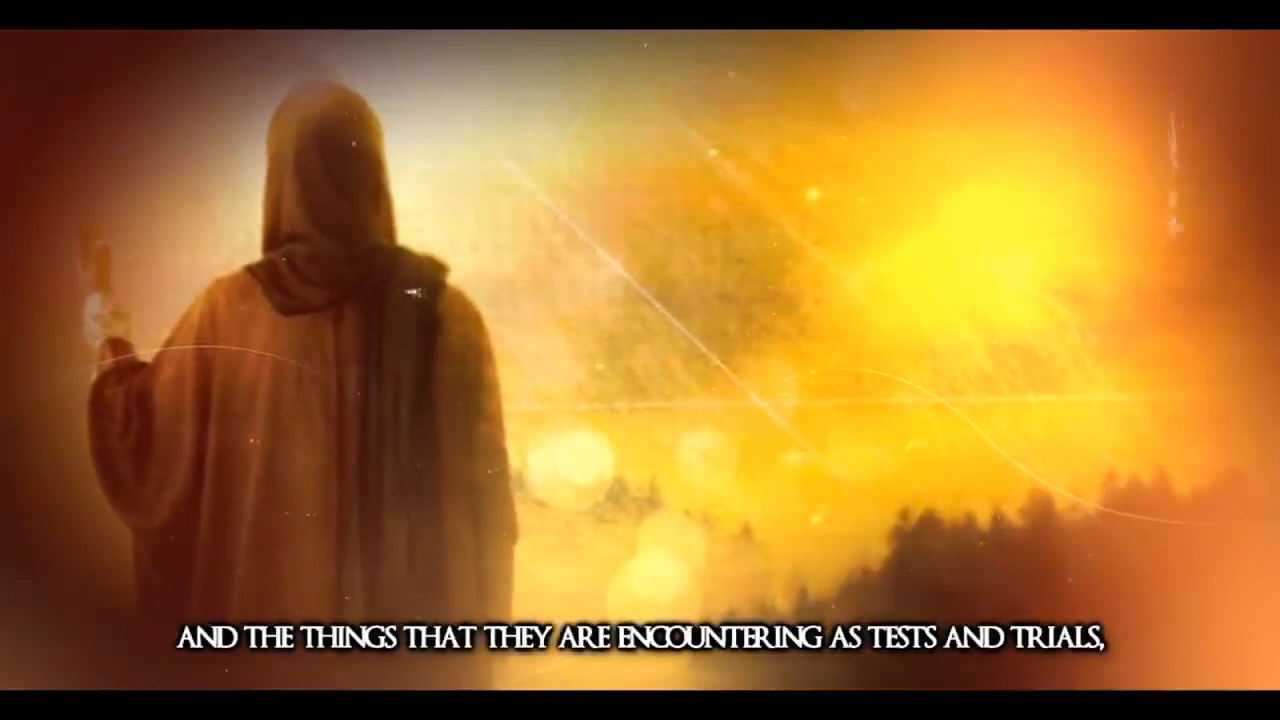 AND THE THINGS THAT THEY ARE ENCOUNTERING AS TESTS AND TRIALS,